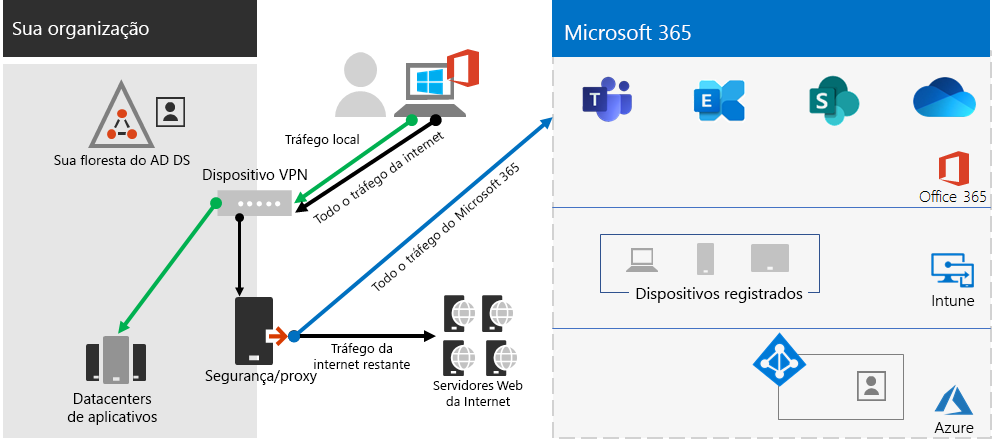 Sua organização
Microsoft 365
Sua floresta do AD DS
Tráfego local
Dispositivo VPN
Todo o tráfego da internet
Todo o tráfego do Microsoft 365
T
E
S
Office 365
Dispositivos registrados
Intune
Segurança/proxy
Tráfego da
internet restante
Servidores Web
da Internet
Datacenters
de aplicativos
Azure